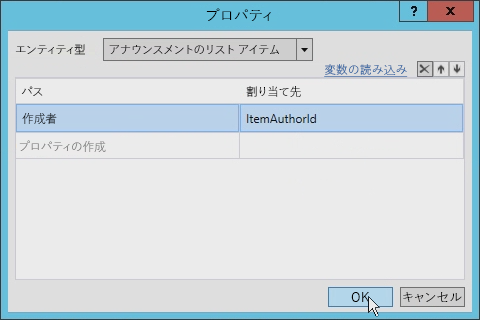 プロパティ
?
エンティティ型 アナウンスメントのリスト アイテム
変数の読み込み
パス 割り当て先
作成者 ItemAuthorId
プロパティの作成
OK キャンセル